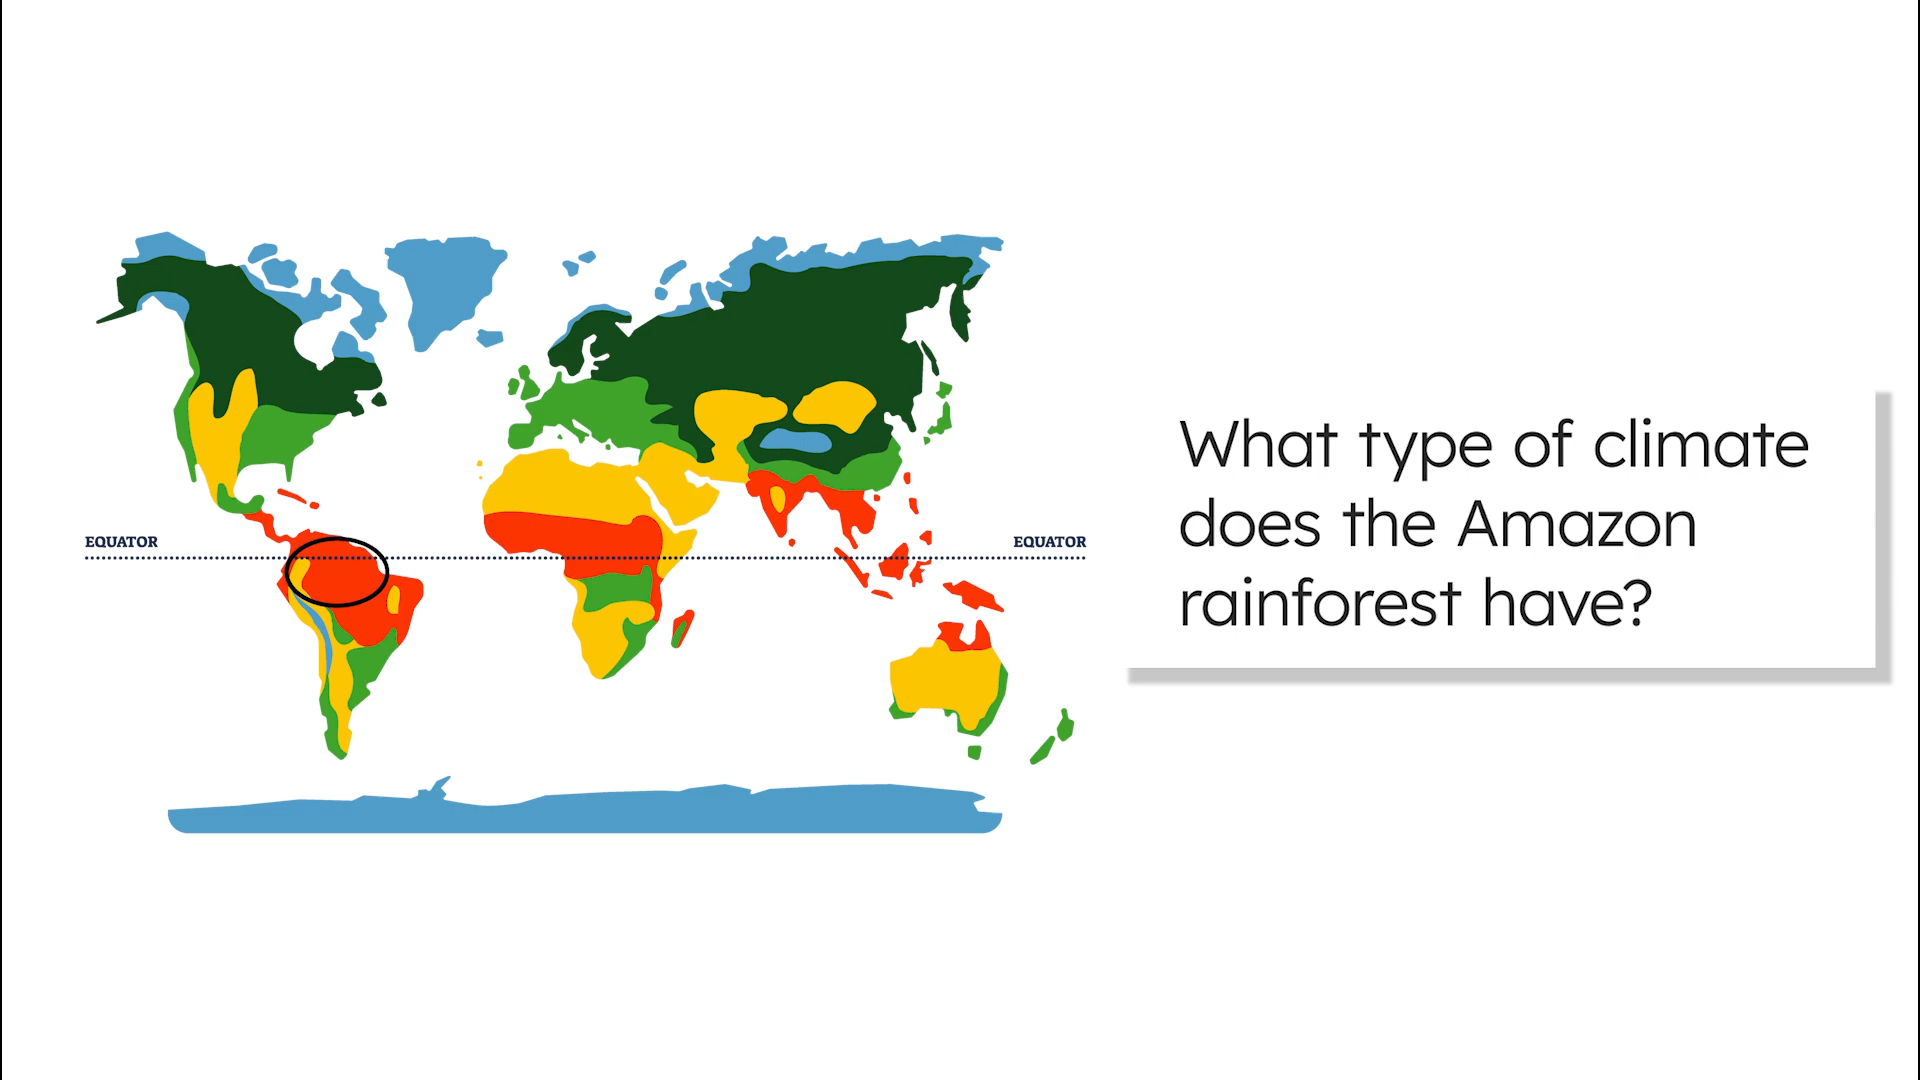 EQUATOR
EQUATOR
What type of climate
does the Amazon
rainforest have?